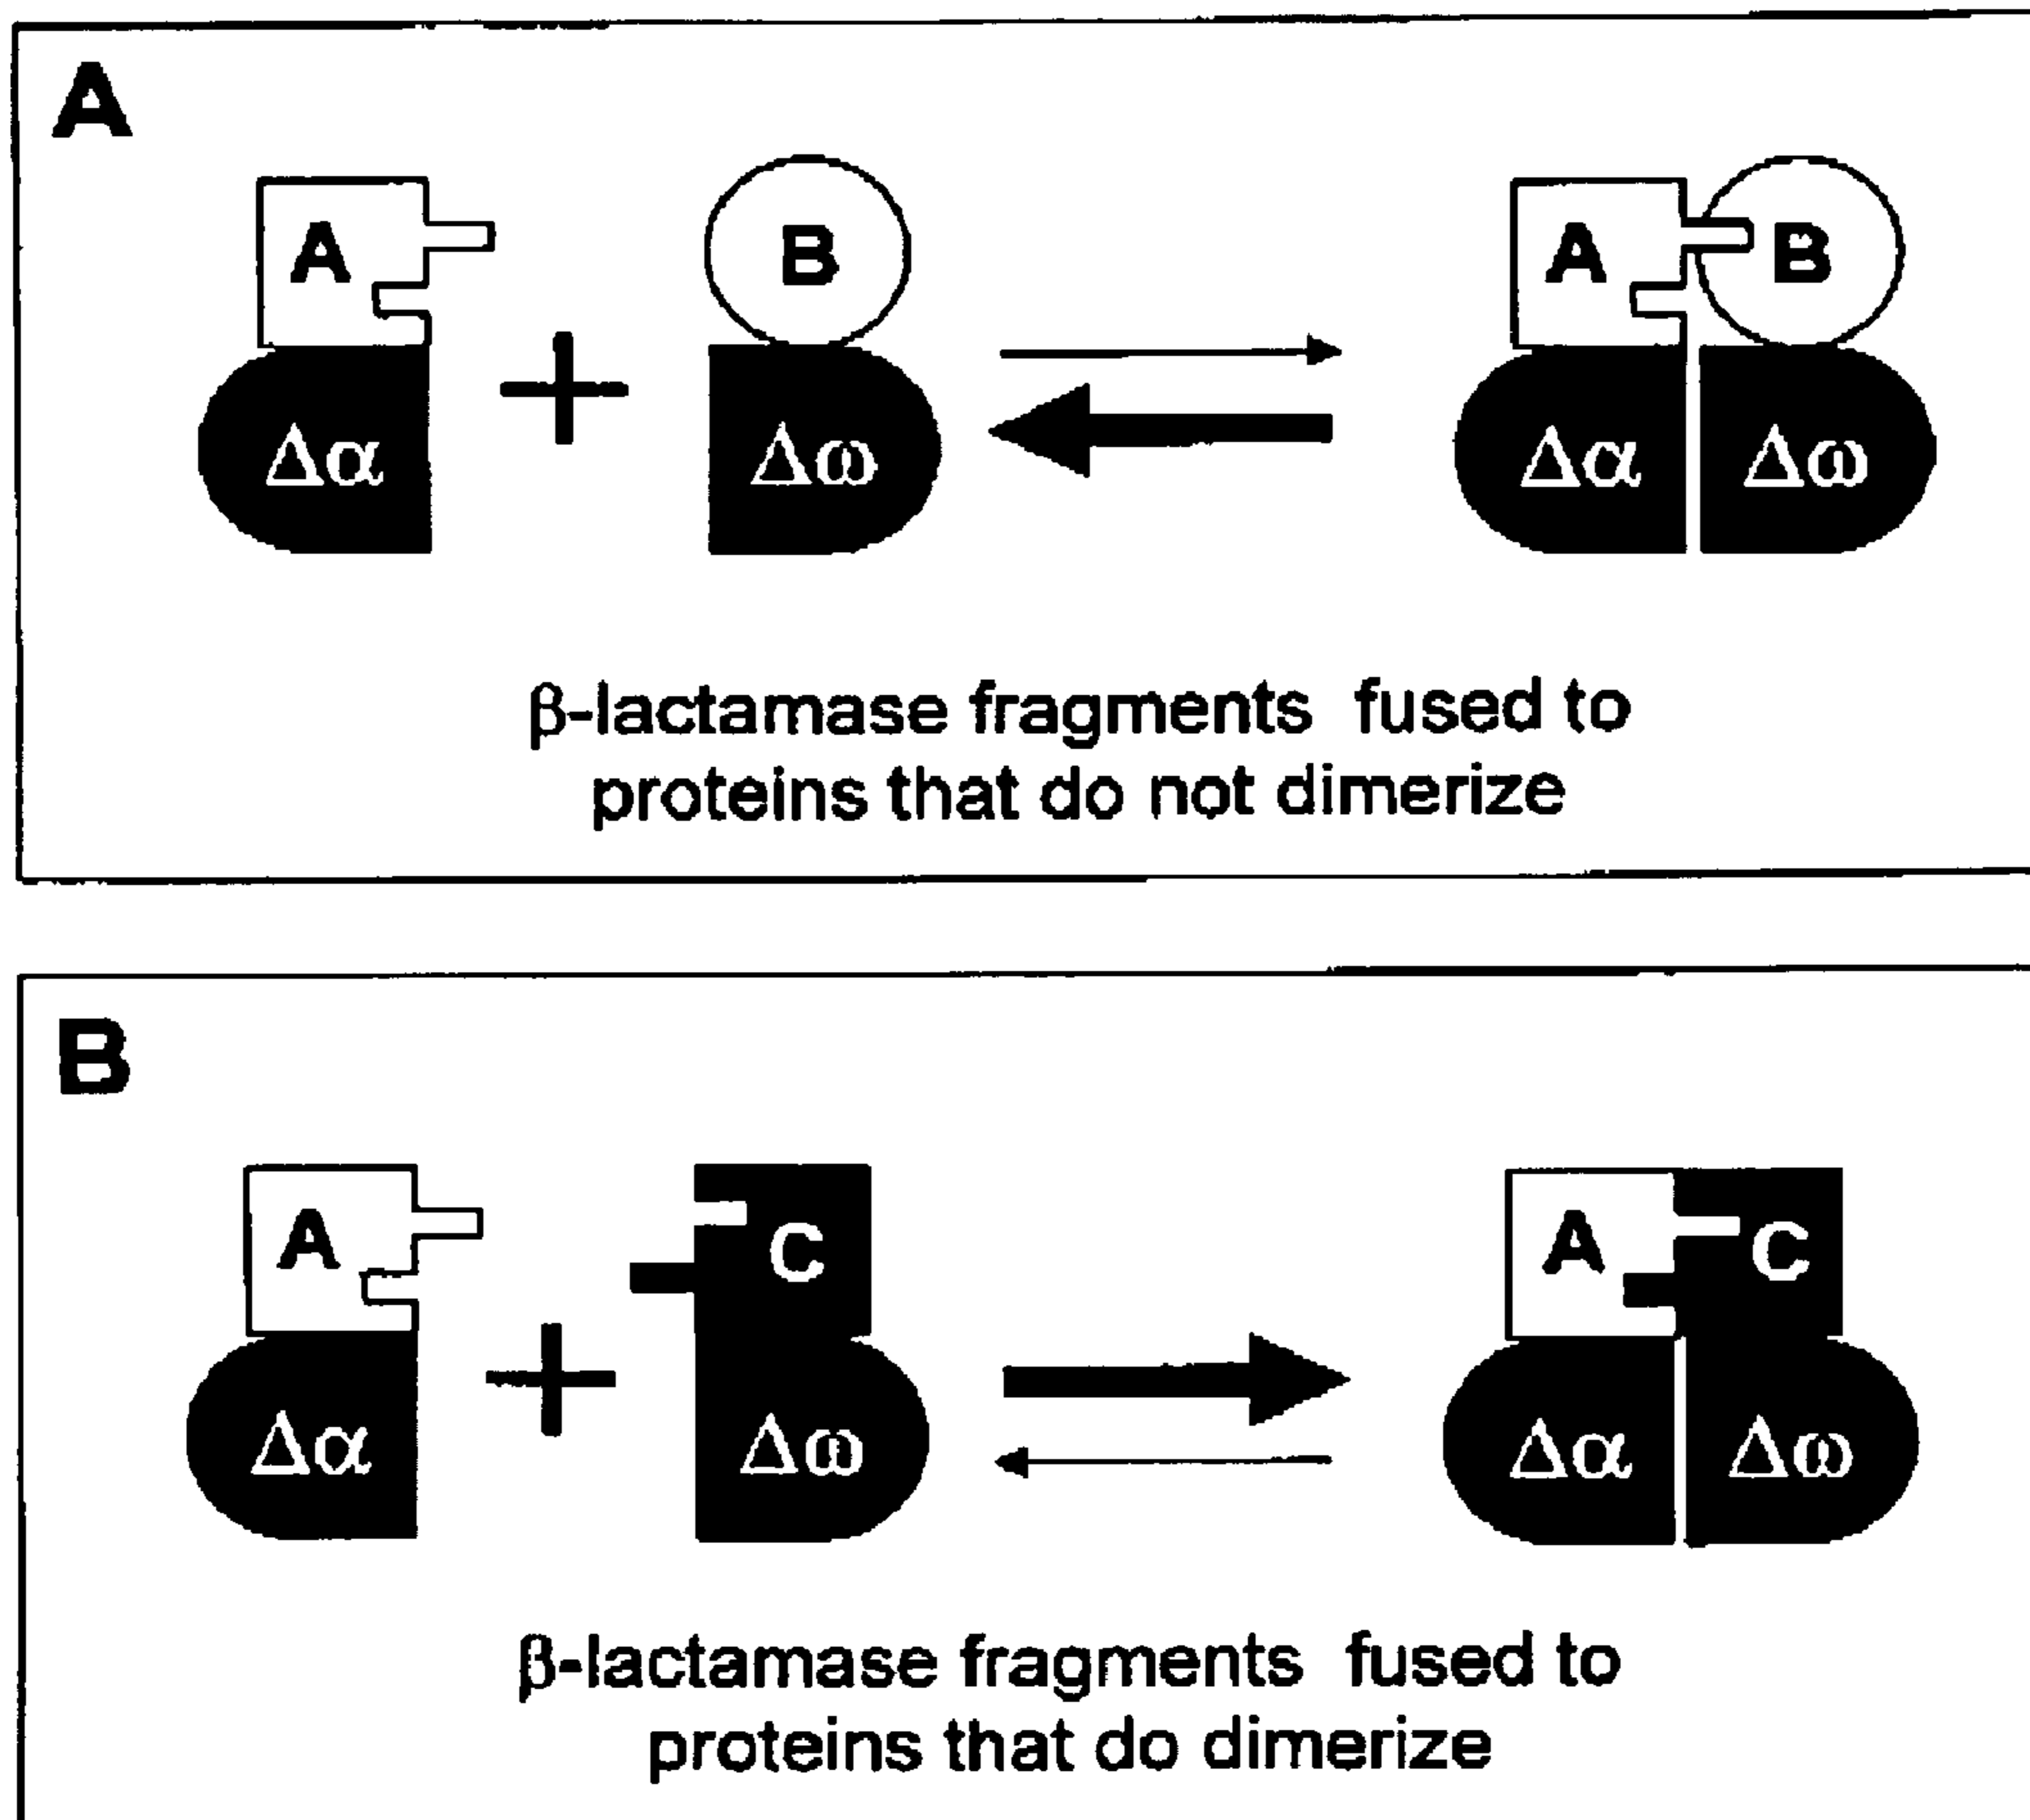 A
A B A B
+
Δα Δω Δα Δω
β-lactamase fragments fused to
proteins that do not dimerize
B
A C A C
+
Δα Δω Δα Δω
β-lactamase fragments fused to
proteins that do dimerize